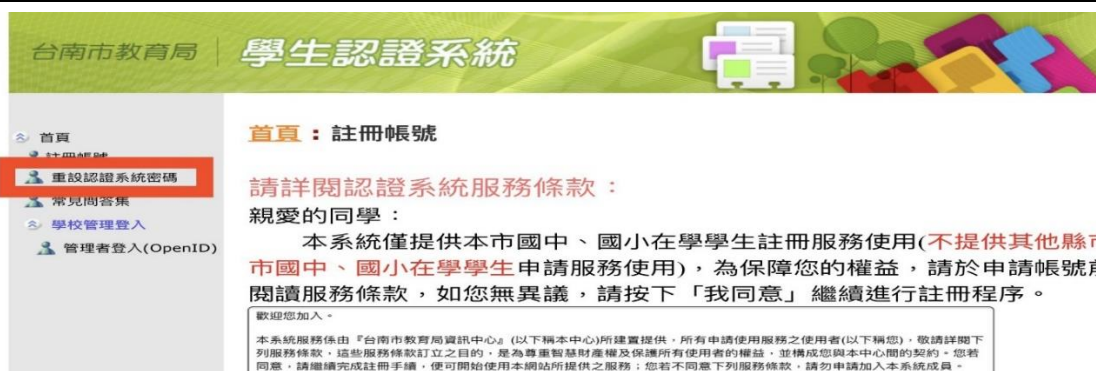 台南市教育局 | 學生認證系統
首頁
註冊帳號
重設認證系統密碼
常見問答集
學校管理登入
管理者登入(OpenID)
首頁：註冊帳號
請詳閱認證系統服務條款：
親愛的同學：
本系統僅提供本市國中、國小在學學生註冊服務使用(不提供其他縣
市國中、國小在學學生申請服務使用)，為保障您的權益，請於申請帳號
閱讀服務條款，如您無異議，請按下「我同意」繼續進行註冊程序。
歡迎您加入。
本系統服務係由『台南市教育局資訊中心』(以下稱本中心)所建置提供，所有申請使用服務之使用者(以下稱您)，敬請詳閱下
列服務條款，這些服務條款訂立之目的，是為尊重智慧財產權及保護所有使用者的權益，並構成您與本中心間的契約。您若
同意，請繼續完成註冊手續，便可開始使用本網站所提供之服務；您若不同意下列服務條款，請勿申請加入本系統成員。